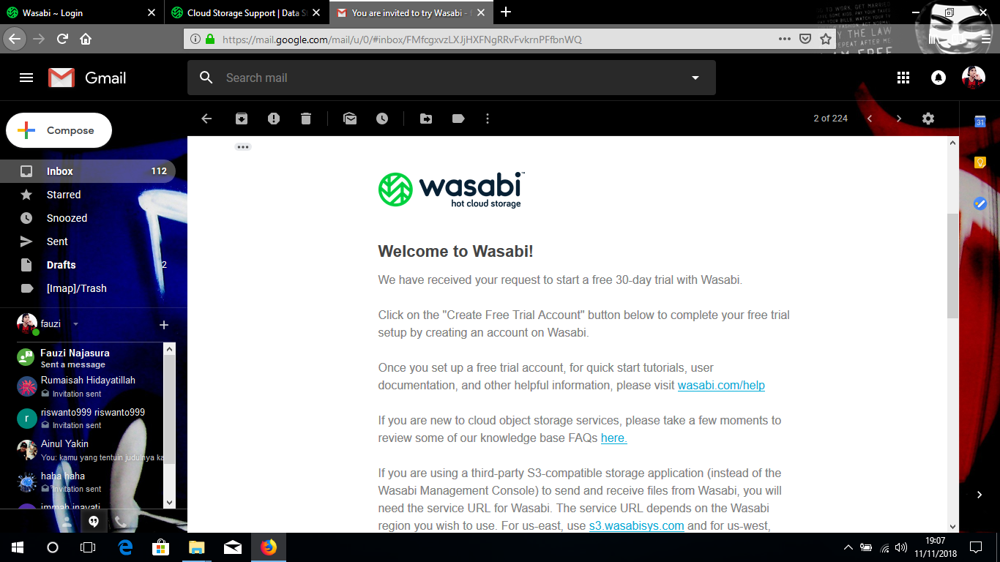 Wasabi ~ Login
Cloud Storage Support | Data S
You are invited to try Wasabi -
https://mail.google.com/mail/u/0/#inbox/FMfcgxvzLXJjHXFNgRRvFvkrnPFfbnWQ
Gmail
Search mail
Compose
2 of 224
31
Inbox 112
Starred
Snoozed
Sent
Drafts 2
[Imap]/Trash
fauzi
Fauzi Najasura
Sent a message
Rumaisah Hidayatillah
Invitation sent
r
riswanto999 riswanto999
Invitation sent
Ainul Yakin
You: kamu yang tentuin judulnya ka
haha haha
Invitation sent
immah inayati
wasabi™
hot cloud storage
Welcome to Wasabi!
We have received your request to start a free 30-day trial with Wasabi.
Click on the "Create Free Trial Account" button below to complete your free trial
setup by creating an account on Wasabi.
Once you set up a free trial account, for quick start tutorials, user
documentation, and other helpful information, please visit wasabi.com/help
If you are new to cloud object storage services, please take a few moments to
review some of our knowledge base FAQs here.
If you are using a third-party S3-compatible storage application (instead of the
Wasabi Management Console) to send and receive files from Wasabi, you will
need the service URL for Wasabi. The service URL depends on the Wasabi
region you wish to use. For us-east, use s3.wasabisys.com and for us-west,
19:07
11/11/2018